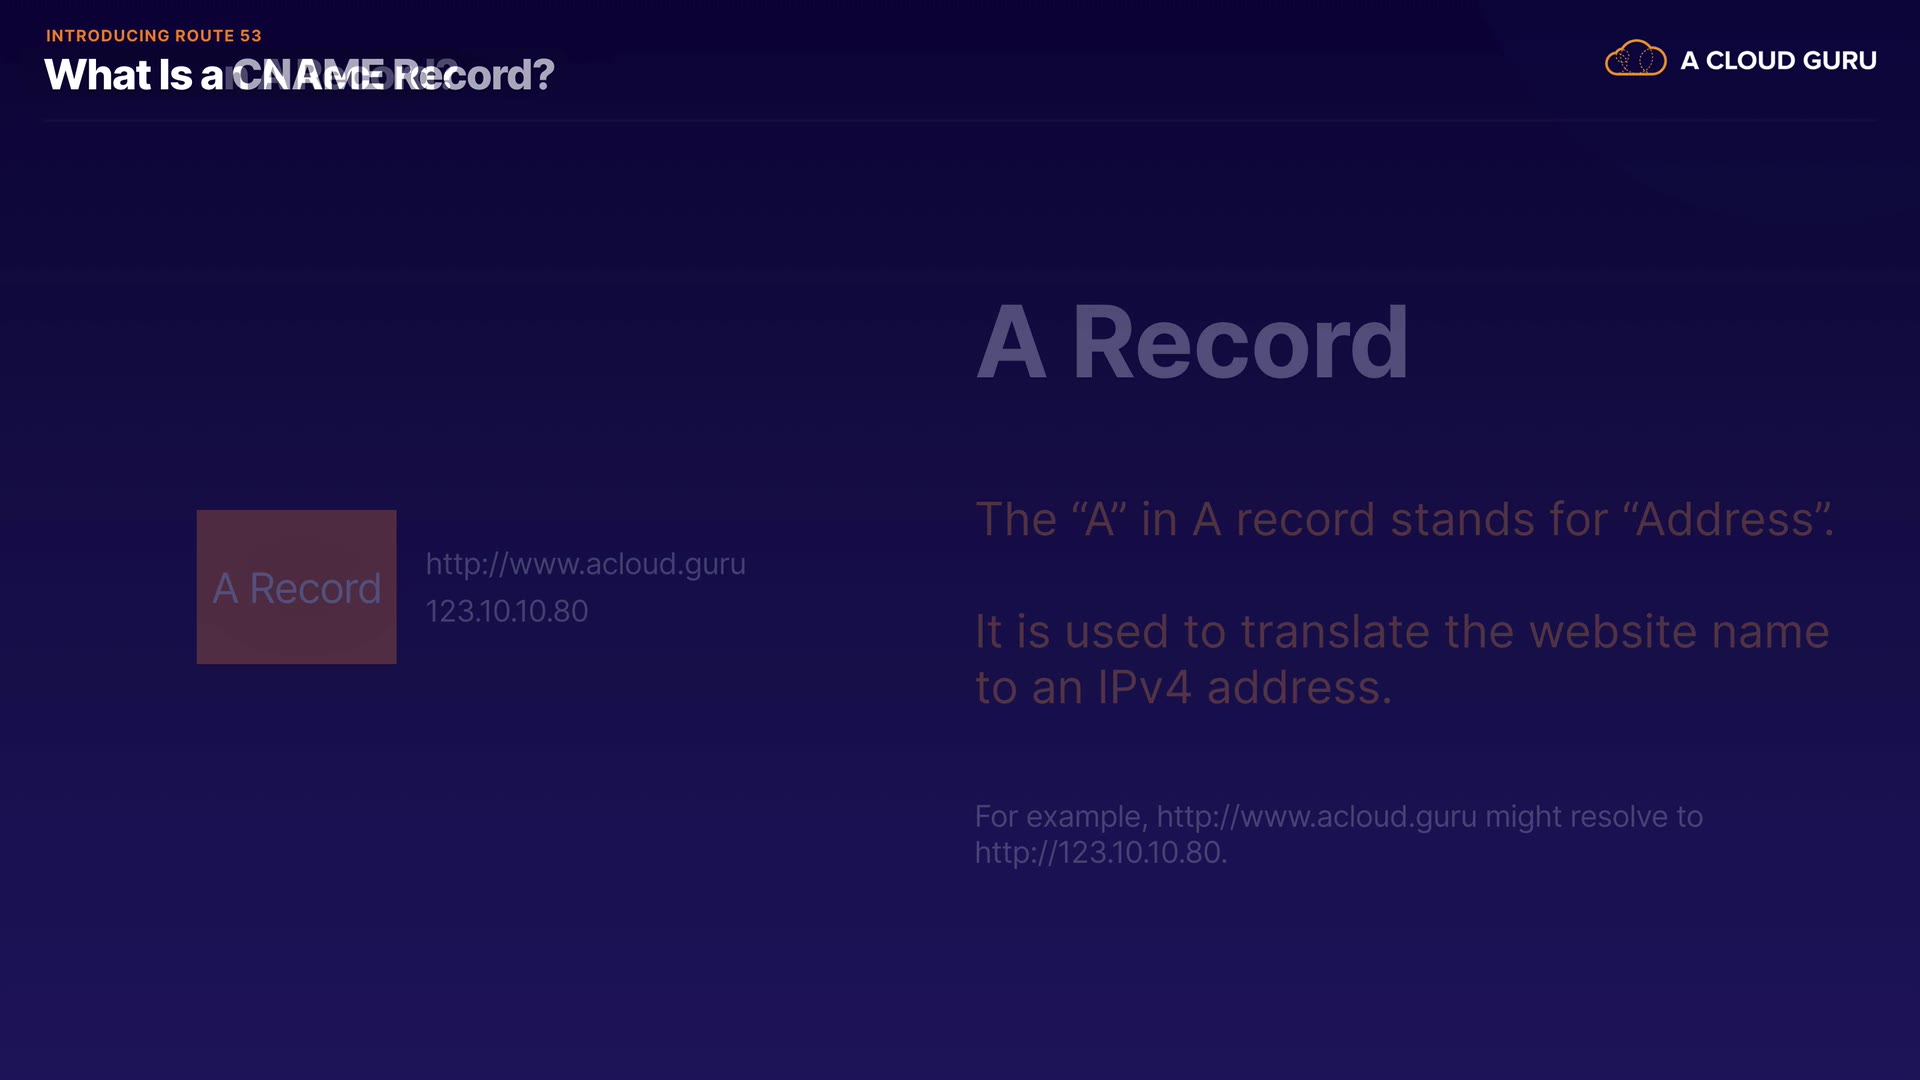 INTRODUCING ROUTE 53
What Is a CNAME Record?
A CLOUD GURU
A Record
http://www.acloud.guru
123.10.10.80
A Record
The “A” in A record stands for “Address”.
It is used to translate the website name
to an IPv4 address.
For example, http://www.acloud.guru might resolve to
http://123.10.10.80.